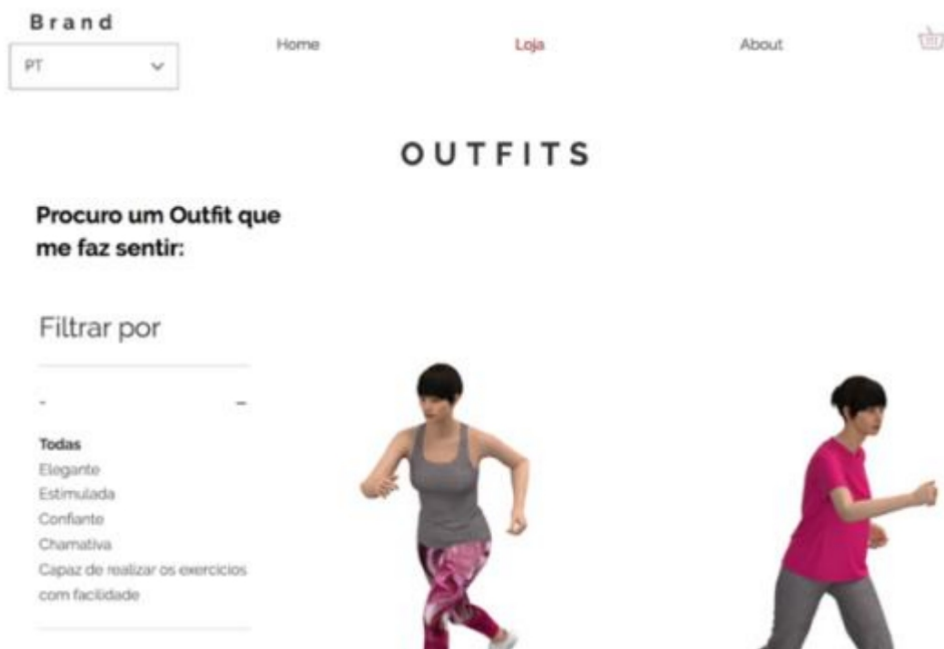 Brand
PT
Home
Loja
About
OUTFITS
Procuro um Outfit que
me faz sentir:
Filtrar por
-
Todas
Elegante
Estimulada
Confiante
Chamativa
Capaz de realizar os exercícios
com facilidade